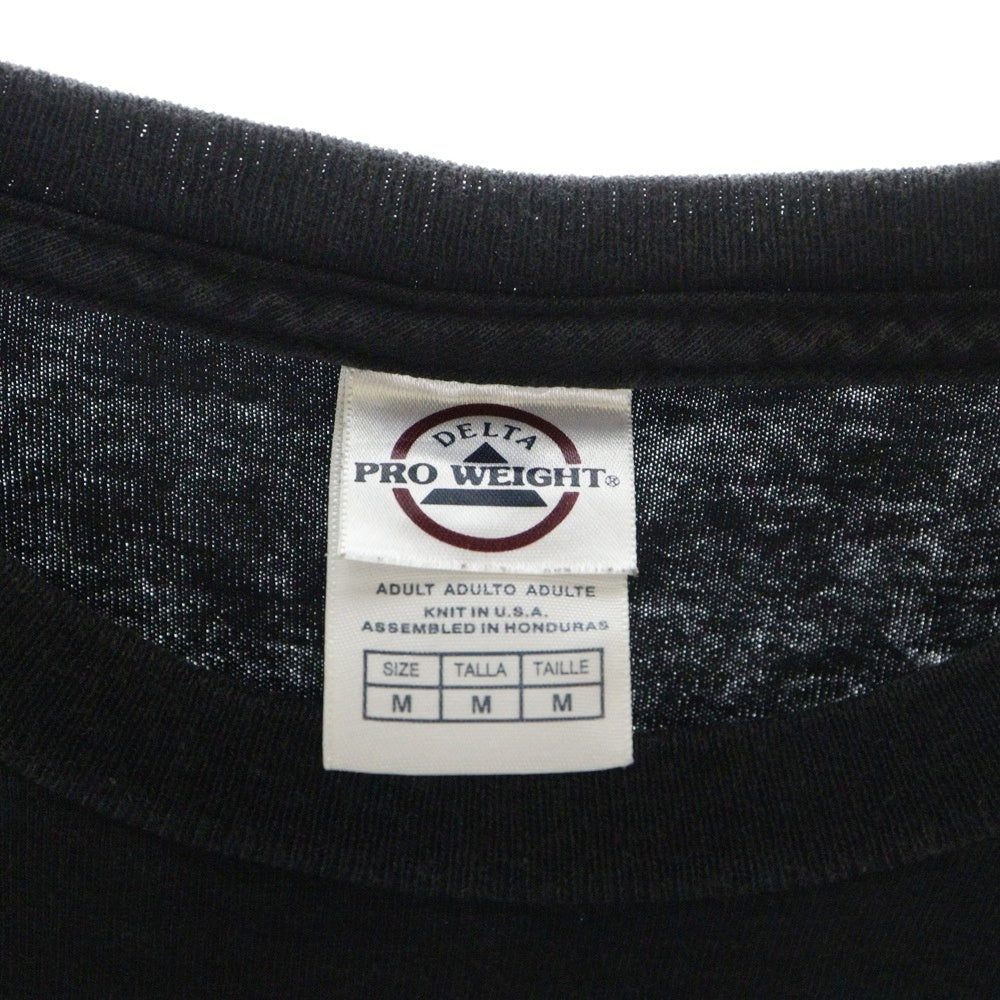 DELTA
PRO WEIGHT®
ADULT ADULTO ADULTE
KNIT IN U.S.A.
ASSEMBLED IN HONDURAS
SIZE TALLA TAILLE
M M M